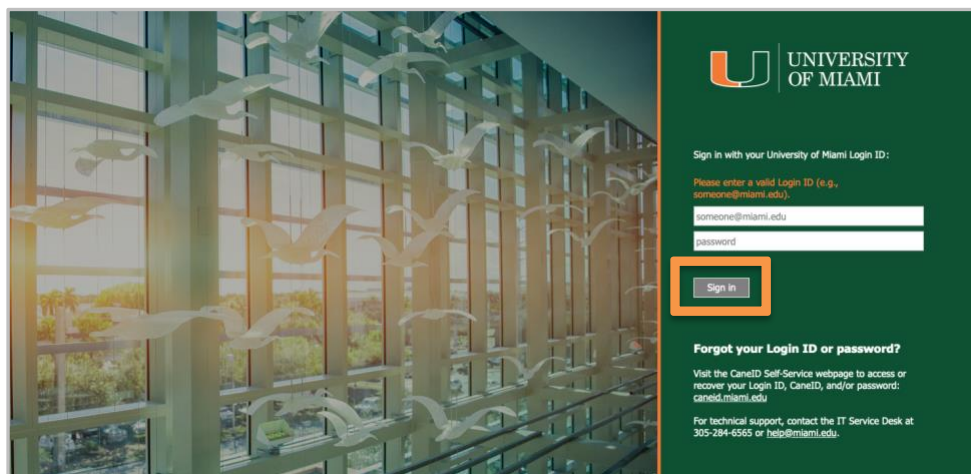 UNIVERSITY
OF MIAMI
Sign in with your University of Miami Login ID:
Please enter a valid Login ID (e.g.,
someone@miami.edu).
someone@miami.edu
password
Sign in
Forgot your Login ID or password?
Visit the CaneID Self-Service webpage to access or
recover your Login ID, CaneID, and/or password:
caneid.miami.edu
For technical support, contact the IT Service Desk at
305-284-6565 or help@miami.edu.